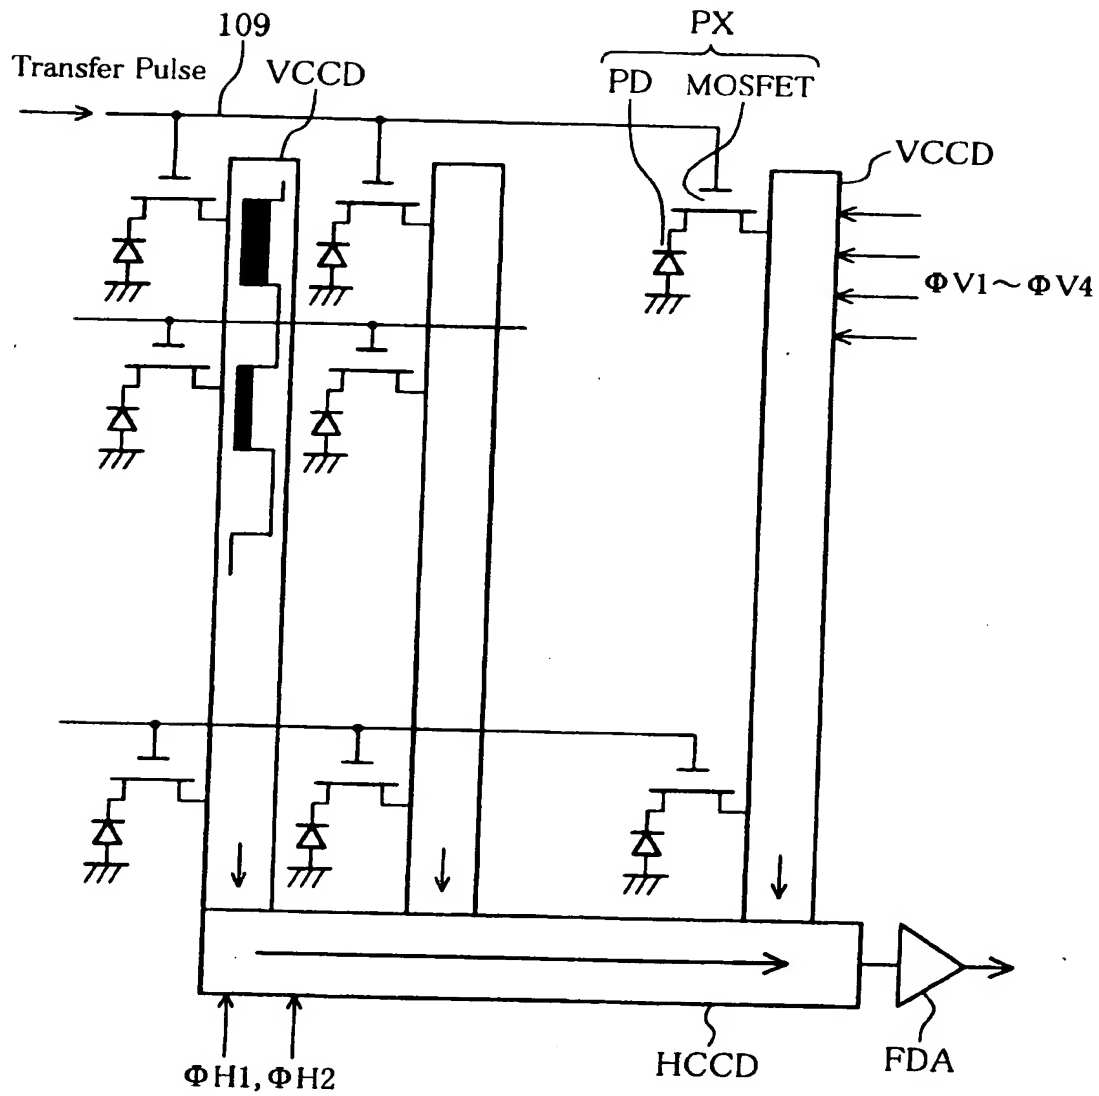 109
PX
Transfer Pulse
VCCD
PD
MOSFET
VCCD
ΦV1～ΦV4
ΦH1, ΦH2
HCCD
FDA